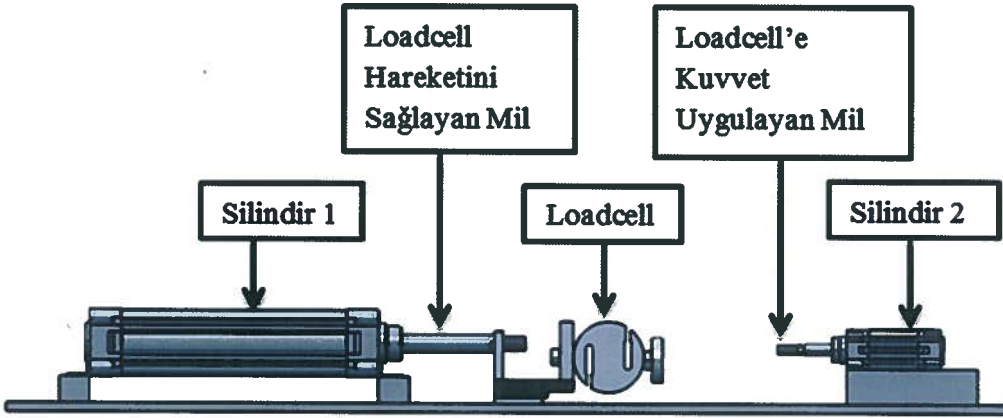 Loadcell
Hareketini
Sağlayan Mil
Loadcell'e
Kuvvet
Uygulayan Mil
Silindir 1
Loadcell
Silindir 2